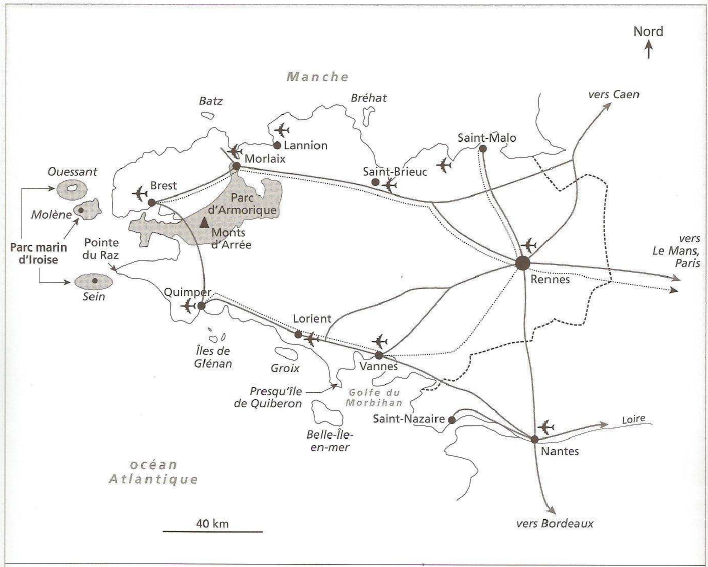 Nord
Manche
vers Caen
Batz
Bréhat
Saint-Malo
Lannion
Morlaix
Saint-Brieuc
Ouessant
Brest
Molène
Parc
d'Armorique
Parc marin
d'Iroise
Pointe
du Raz
Monts
d'Arrée
vers
Le Mans,
Paris
Rennes
Sein
Quimper
Lorient
Îles de
Glénan
Groix
Vannes
Presqu'île
de Quiberon
Golfe du
Morbihan
Saint-Nazaire
Loire
Belle-Île-
en-mer
Nantes
océan
Atlantique
40 km
vers Bordeaux